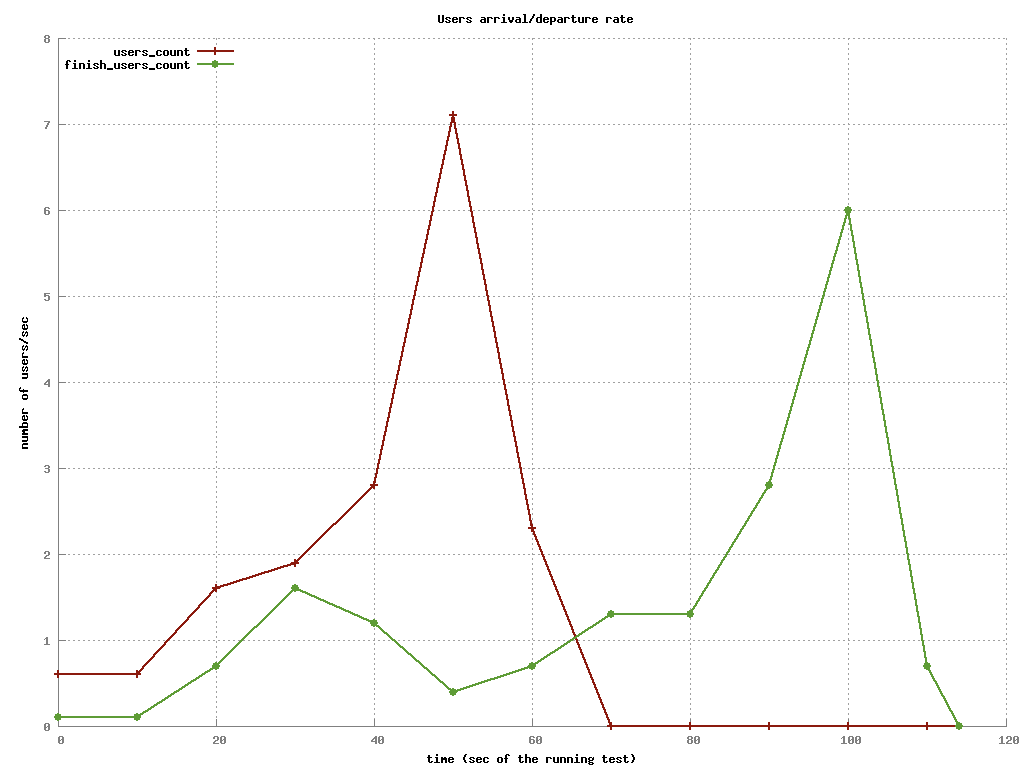 Users arrival/departure rate
users_count
finish_users_count
8
7
6
5
4
3
2
1
0
number of users/sec
0 20 40 60 80 100 120
time (sec of the running test)